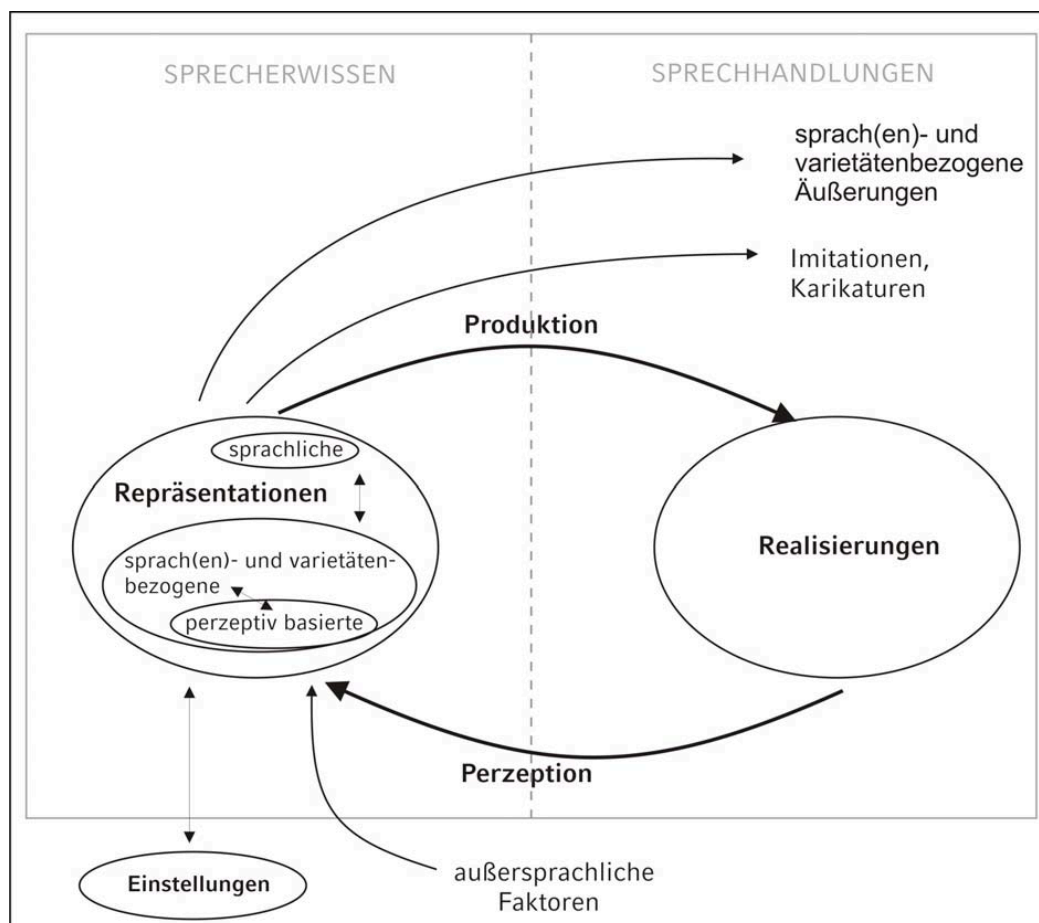 SPRECHERWISSEN
SPRECHHANDLUNGEN
sprach(en)- und
varietätenbezogene
Äußerungen
Imitationen,
Karikaturen
Produktion
sprachliche
Repräsentationen
sprach(en)- und varietäten-
bezogene
perzeptiv basierte
Realisierungen
Perzeption
Einstellungen
außersprachliche
Faktoren